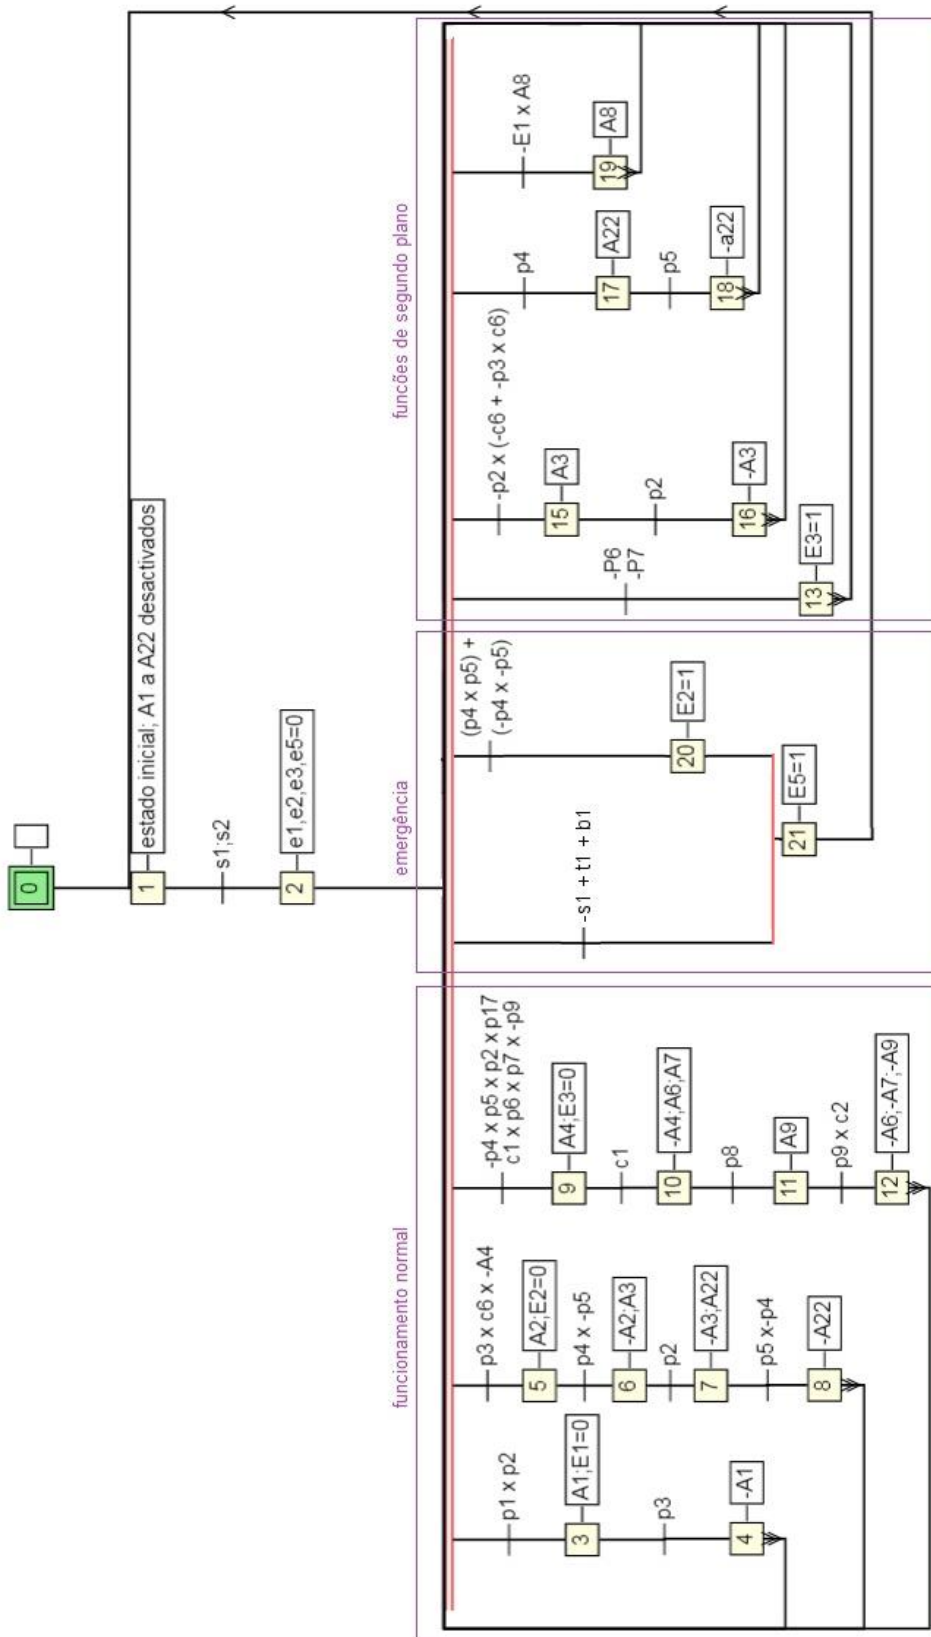 0
1
estado inicial; A1 a A22 desactivados
s1;s2
2
e1,e2,e3,e5=0
funcionamento normal
p1 x p2
3
A1;E1=0
p3
4
-A1
p3 x c6 x -A4
5
A2;E2=0
p4 x -p5
6
-A2;A3
p2
7
-A3;A22
p5 x-p4
8
-A22
-p4 x p5 x p2 x p17
c1 x p6 x p7 x -p9
9
A4;E3=0
c1
10
-A4;A6;A7
p8
11
A9
p9 x c2
12
-A6;-A7;-A9
emergência
-s1 + t1 + b1
(p4 x p5) +
(-p4 x -p5)
20
E2=1
21
E5=1
funcões de segundo plano
-P6
-P7
13
E3=1
-p2 x (-c6 + -p3 x c6)
15
A3
p2
16
-A3
p4
17
A22
p5
18
-a22
-E1 x A8
19
A8